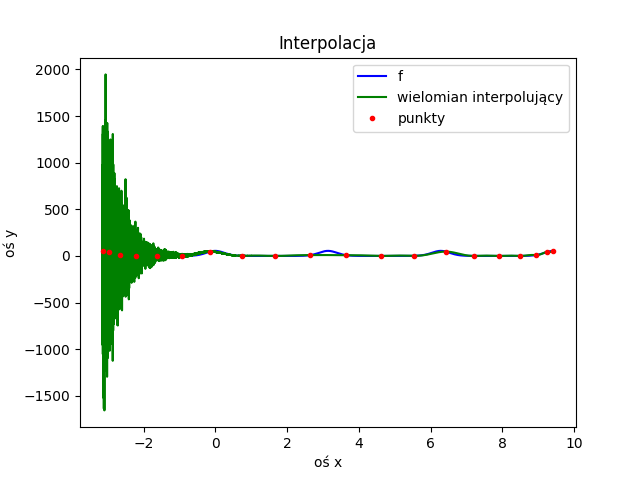 Interpolacja
f
wielomian interpolujący
punkty
oś y
2000
1500
1000
500
0
−500
−1000
−1500
−2
0
2
4
6
8
10
oś x